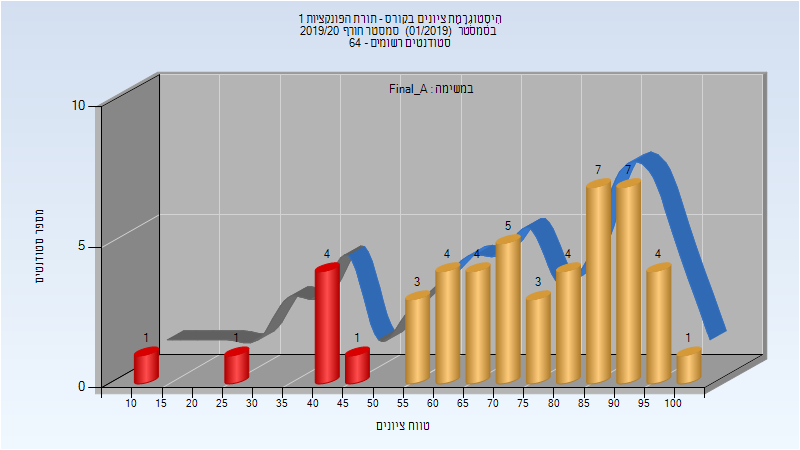 היסטוגרמת ציונים בקורס - תורת הפונקציות 1
בסמסטר (01/2019) סמסטר חורף 2019/20
סטודנטים רשומים - 64
במשימה : Final_A
10
5
0
מספר סטודנטים
1 1 4 1 3 4 4 5 3 4 7 7 4 1
10 15 20 25 30 35 40 45 50 55 60 65 70 75 80 85 90 95 100
טווח ציונים